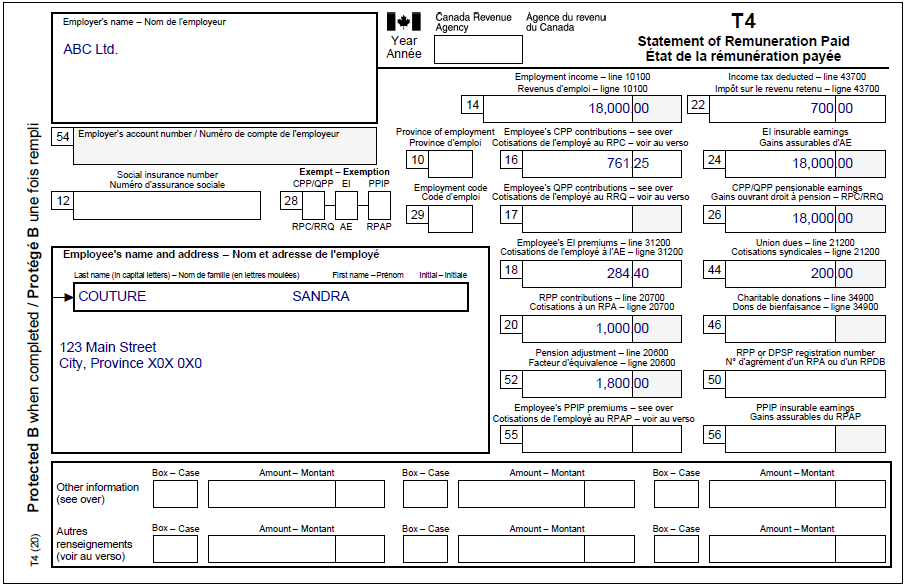 Employer's name – Nom de l'employeur
ABC Ltd.
Canada Revenue Agency
Agence du revenu du Canada
Year
Année
T4
Statement of Remuneration Paid
État de la rémunération payée
Employment income – line 10100
Revenus d'emploi – ligne 10100
14 18,000 00
Income tax deducted – line 43700
Impôt sur le revenu retenu – ligne 43700
22 700 00
54 Employer's account number / Numéro de compte de l'employeur
Province of employment
Province d'emploi
10
Employee's CPP contributions – see over
Cotisations de l'employé au RPC – voir au verso
16 761 25
EI insurable earnings
Gains assurables d'AE
24 18,000 00
Social insurance number
Numéro d'assurance sociale
12
Exempt – Exemption
CPP/QPP EI PPIP
28
RPC/RRQ AE RPAP
Employment code
Code d'emploi
29
Employee's QPP contributions – see over
Cotisations de l'employé au RRQ – voir au verso
17
CPP/QPP pensionable earnings
Gains ouvrant droit à pension – RPC/RRQ
26 18,000 00
Employee's name and address – Nom et adresse de l'employé
Last name (in capital letters) – Nom de famille (en lettres moulées) First name – Prénom Initial – Initiale
COUTURE SANDRA
123 Main Street
City, Province X0X 0X0
Employee's EI premiums – line 31200
Cotisations de l'employé à l'AE – ligne 31200
18 284 40
Union dues – line 21200
Cotisations syndicales – ligne 21200
44 200 00
RPP contributions – line 20700
Cotisations à un RPA – ligne 20700
20 1,000 00
Charitable donations – line 34900
Dons de bienfaisance – ligne 34900
46
Pension adjustment – line 20600
Facteur d'équivalence – ligne 20600
52 1,800 00
RPP or DPSP registration number
N° d'agrément d'un RPA ou d'un RPDB
50
Employee's PPIP premiums – see over
Cotisations de l'employé au RPAP – voir au verso
55
PPIP insurable earnings
Gains assurables du RPAP
56
Box – Case Amount – Montant Box – Case Amount – Montant Box – Case Amount – Montant
Other information
(see over)
Box – Case Amount – Montant Box – Case Amount – Montant Box – Case Amount – Montant
Autres
renseignements
(voir au verso)
Protected B when completed / Protégé B une fois rempli
T4 (20)